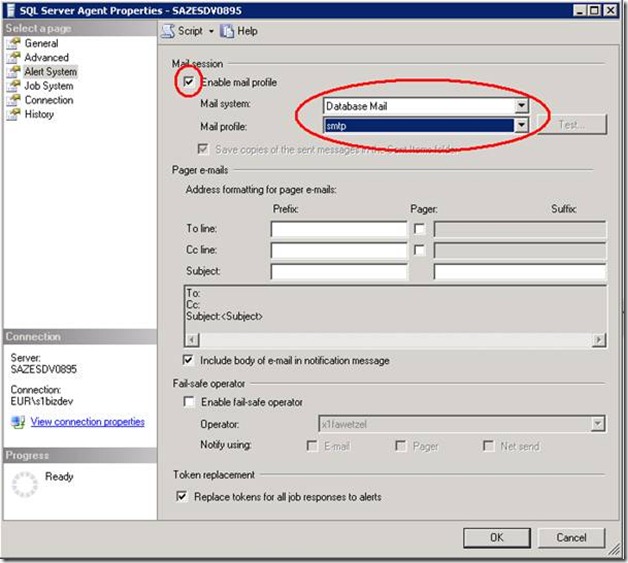 SQL Server Agent Properties - SAZESDV0895
Select a page
General
Advanced
Alert System
Job System
Connection
History
Script Help
Mail session
Enable mail profile
Mail system: Database Mail
Mail profile: smtp Test...
Save copies of the sent messages in the Sent Items folder
Pager e-mails
Address formatting for pager e-mails:
Prefix: Pager: Suffix:
To line:
Cc line:
Subject:
To:
Cc:
Subject:<Subject>
Include body of e-mail in notification message
Fail-safe operator
Enable fail-safe operator
Operator: x1fawetzel
Notify using: E-mail Pager Net send
Token replacement
Replace tokens for all job responses to alerts
Connection
Server:
SAZESDV0895
Connection:
EUR\s1bizdev
View connection properties
Progress
Ready
OK Cancel